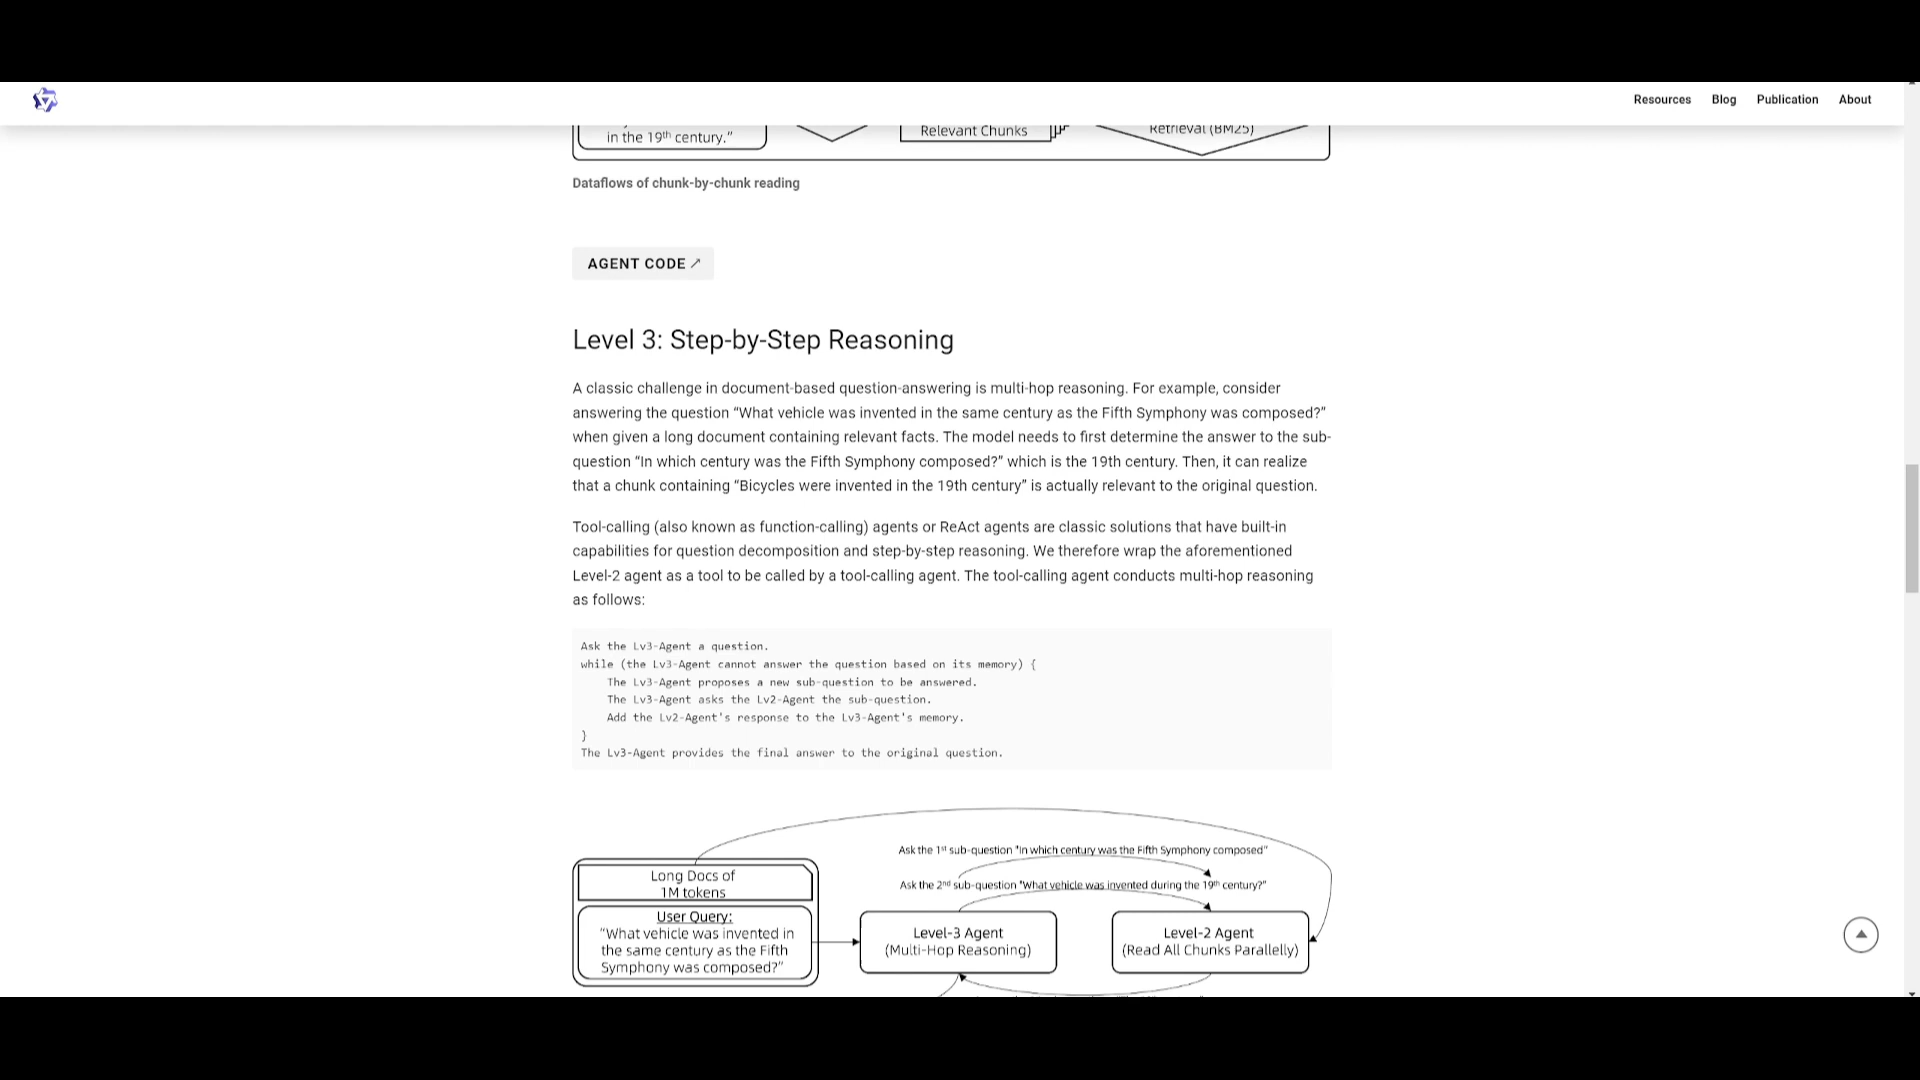 Resources Blog Publication About
in the 19th century.”
Relevant Chunks
Retrieval (BM25)
Dataflows of chunk-by-chunk reading
AGENT CODE ↗
Level 3: Step-by-Step Reasoning
A classic challenge in document-based question-answering is multi-hop reasoning. For example, consider
answering the question “What vehicle was invented in the same century as the Fifth Symphony was composed?”
when given a long document containing relevant facts. The model needs to first determine the answer to the sub-
question “In which century was the Fifth Symphony composed?” which is the 19th century. Then, it can realize
that a chunk containing “Bicycles were invented in the 19th century” is actually relevant to the original question.
Tool-calling (also known as function-calling) agents or ReAct agents are classic solutions that have built-in
capabilities for question decomposition and step-by-step reasoning. We therefore wrap the aforementioned
Level-2 agent as a tool to be called by a tool-calling agent. The tool-calling agent conducts multi-hop reasoning
as follows:
Ask the Lv3-Agent a question.
while (the Lv3-Agent cannot answer the question based on its memory) {
The Lv3-Agent proposes a new sub-question to be answered.
The Lv3-Agent asks the Lv2-Agent the sub-question.
Add the Lv2-Agent's response to the Lv3-Agent's memory.
}
The Lv3-Agent provides the final answer to the original question.
Ask the 1st sub-question "In which century was the Fifth Symphony composed"
Ask the 2nd sub-question "What vehicle was invented during the 19th century?"
Long Docs of
1M tokens
User Query:
“What vehicle was invented in
the same century as the Fifth
Symphony was composed?”
Level-3 Agent
(Multi-Hop Reasoning)
Level-2 Agent
(Read All Chunks Parallelly)